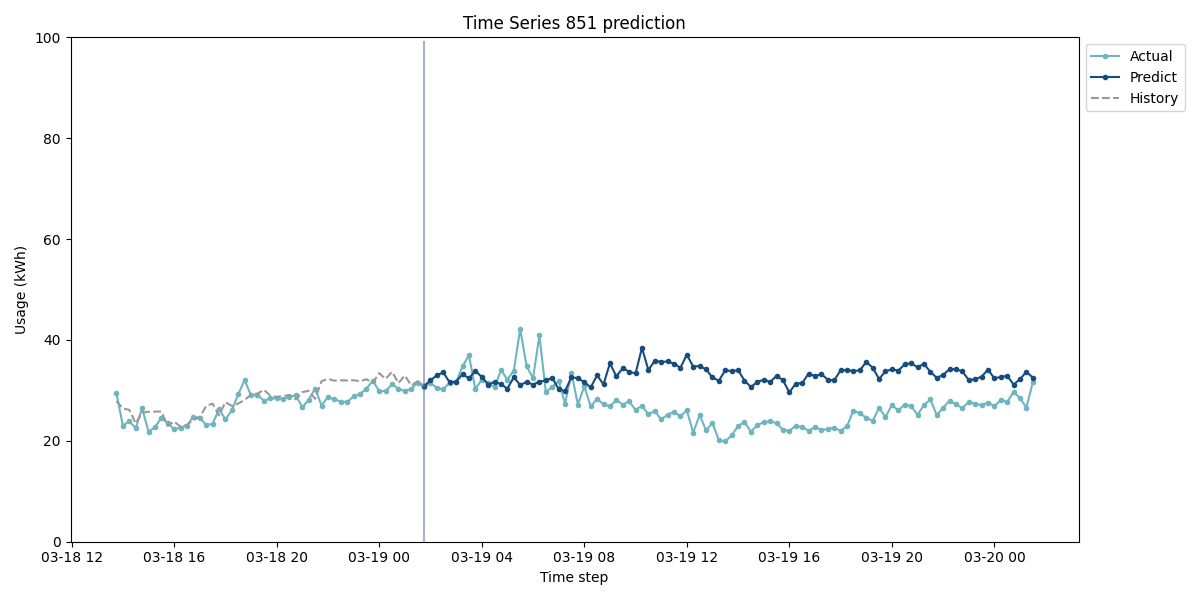 Time Series 851 prediction
100
80
60
40
20
0
Usage (kWh)
03-18 12
03-18 16
03-18 20
03-19 00
03-19 04
03-19 08
03-19 12
03-19 16
03-19 20
03-20 00
Time step
Actual
Predict
History